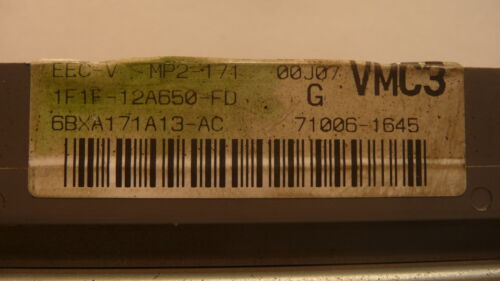 EEC-V MP2-171 00J07 VMC3
1F1F-12A650-FD G
6BXA171A13-AC 71006-1645